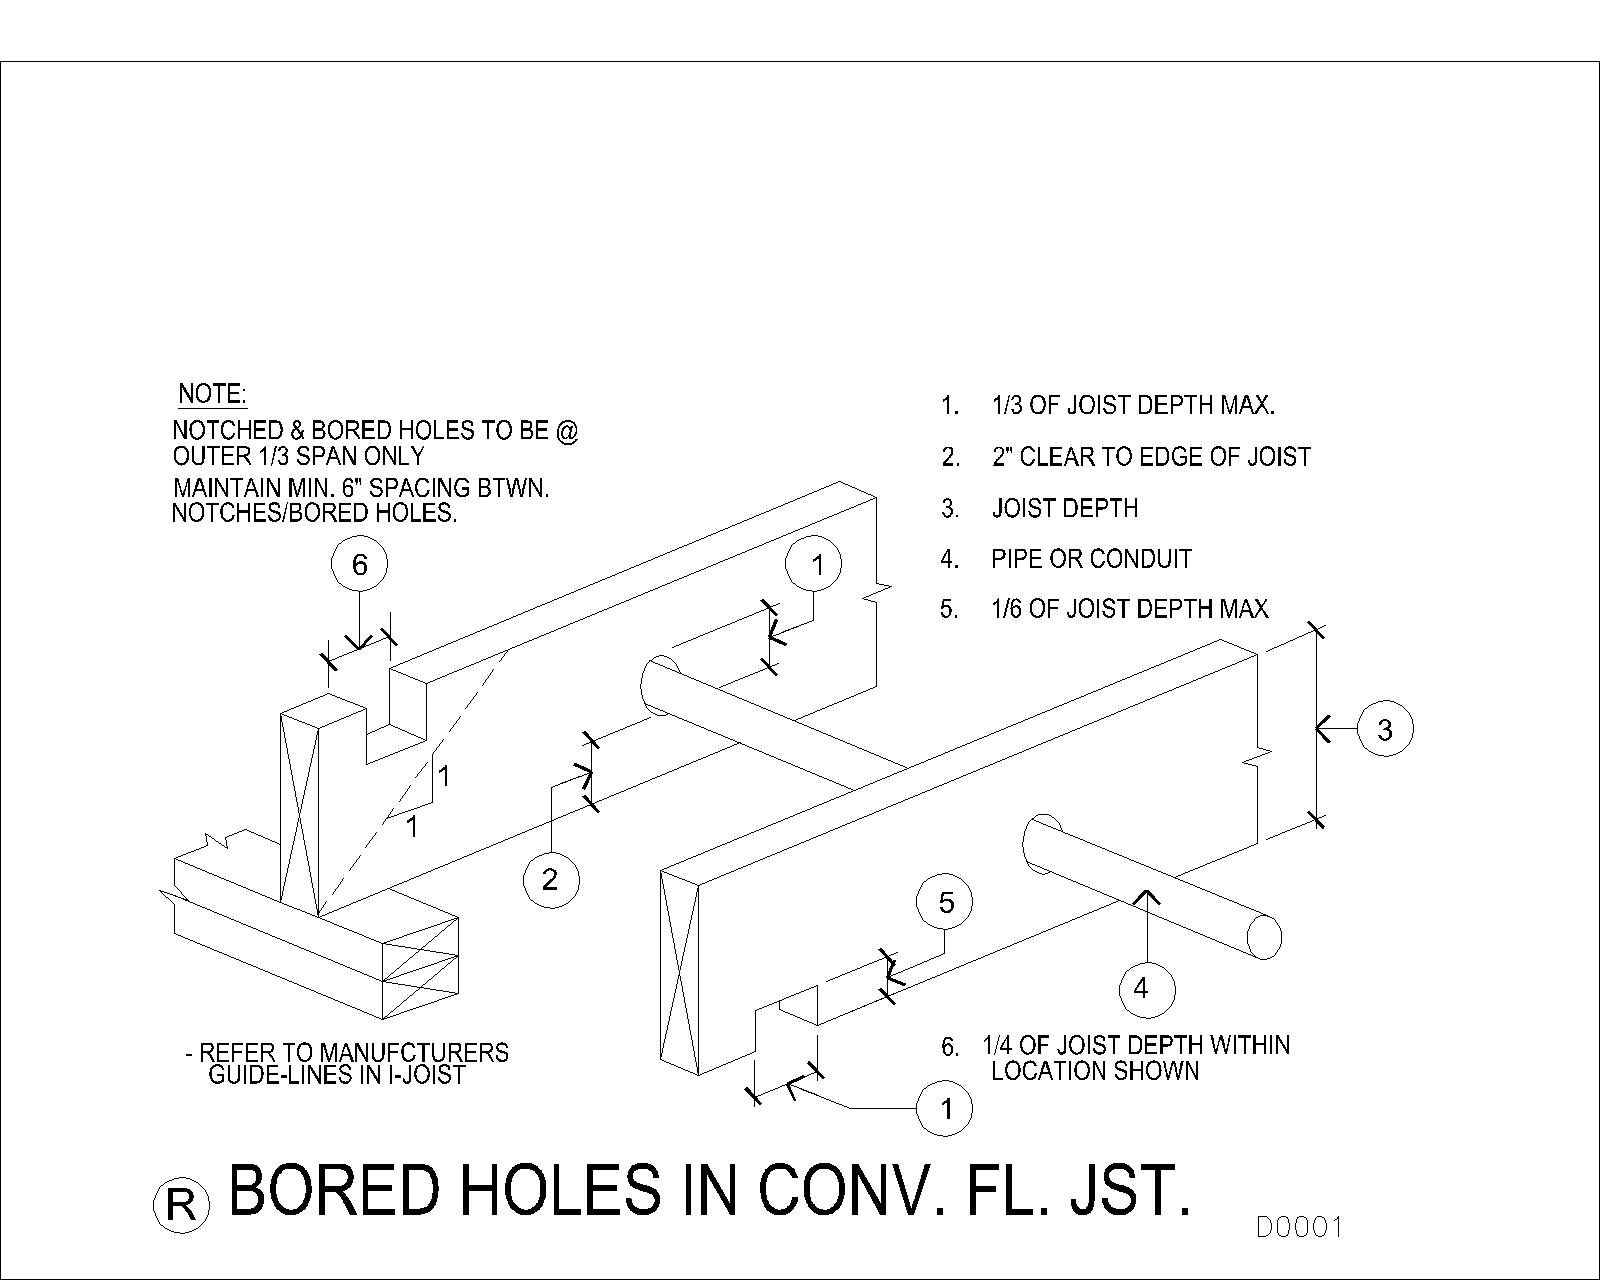 NOTE:
NOTCHED & BORED HOLES TO BE @
OUTER 1/3 SPAN ONLY
MAINTAIN MIN. 6" SPACING BTWN.
NOTCHES/BORED HOLES.
1. 1/3 OF JOIST DEPTH MAX.
2. 2" CLEAR TO EDGE OF JOIST
3. JOIST DEPTH
4. PIPE OR CONDUIT
5. 1/6 OF JOIST DEPTH MAX
6
1
3
1
1
2
5
4
1
- REFER TO MANUFCTURERS
GUIDE-LINES IN I-JOIST
6. 1/4 OF JOIST DEPTH WITHIN
LOCATION SHOWN
R BORED HOLES IN CONV. FL. JST.
D0001